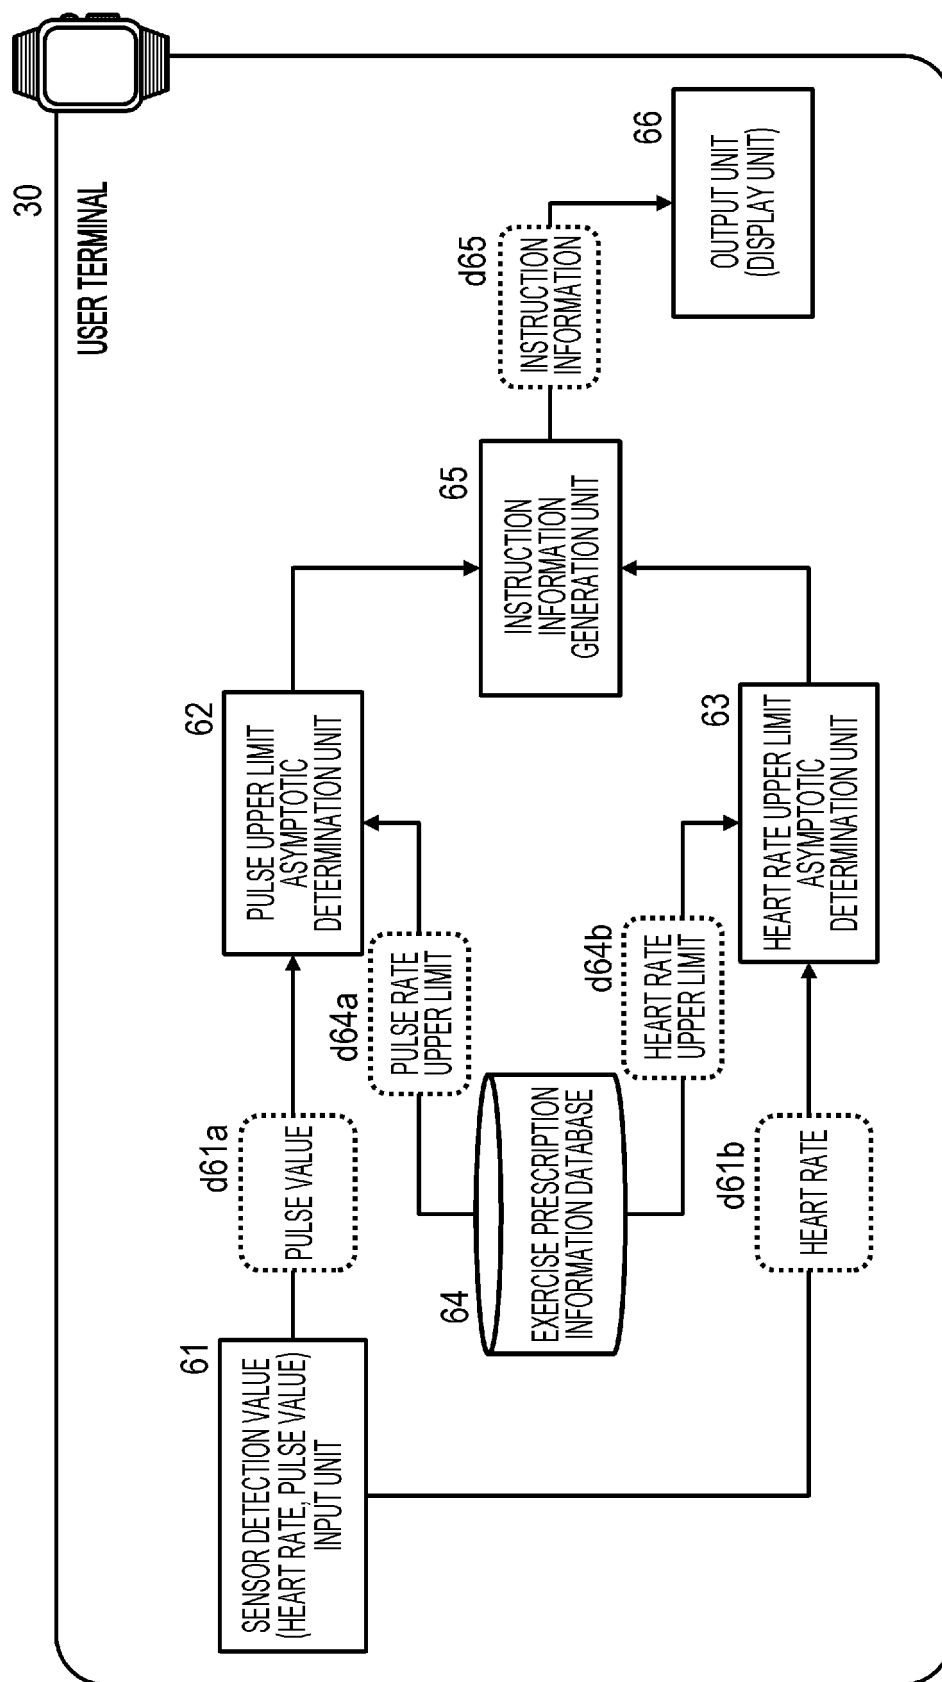 30
USER TERMINAL
61
SENSOR DETECTION VALUE
(HEART RATE, PULSE VALUE)
INPUT UNIT
d61a
PULSE VALUE
62
PULSE UPPER LIMIT
ASYMPTOTIC
DETERMINATION UNIT
d64a
PULSE RATE
UPPER LIMIT
64
EXERCISE PRESCRIPTION
INFORMATION DATABASE
d64b
HEART RATE
UPPER LIMIT
d61b
HEART RATE
63
HEART RATE UPPER LIMIT
ASYMPTOTIC
DETERMINATION UNIT
65
INSTRUCTION
INFORMATION
GENERATION UNIT
d65
INSTRUCTION
INFORMATION
66
OUTPUT UNIT
(DISPLAY UNIT)